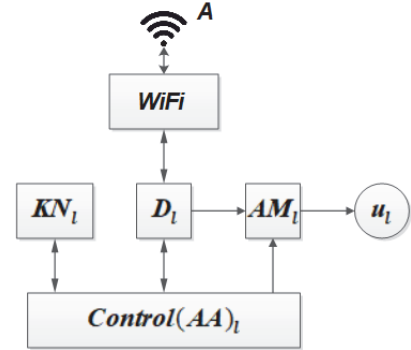 A
WiFi
KN_l
D_l
AM_l
u_l
Control(AA)_l